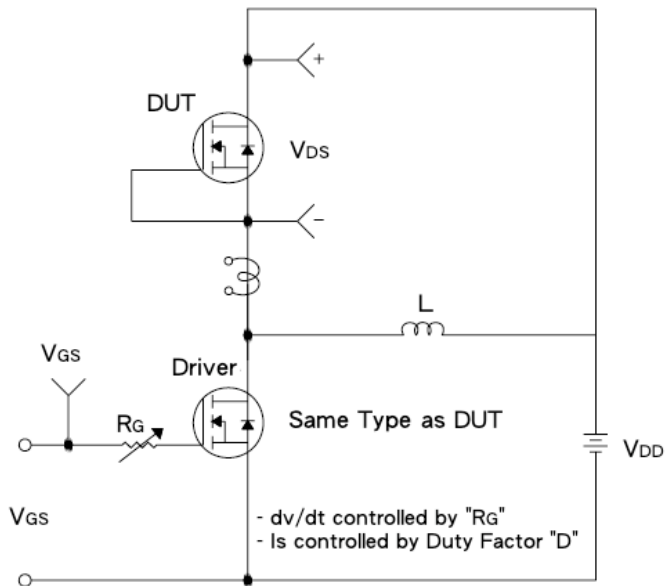 +
DUT
VDS
-
L
VGS
Driver
RG
Same Type as DUT
VDD
VGS
- dv/dt controlled by "RG"
- Is controlled by Duty Factor "D"